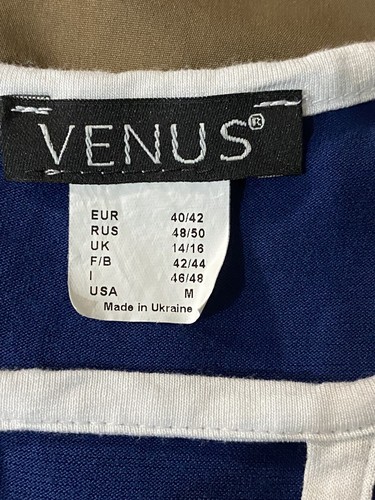 VENUS®
EUR 40/42
RUS 48/50
UK 14/16
F/B 42/44
I 46/48
USA M
Made in Ukraine